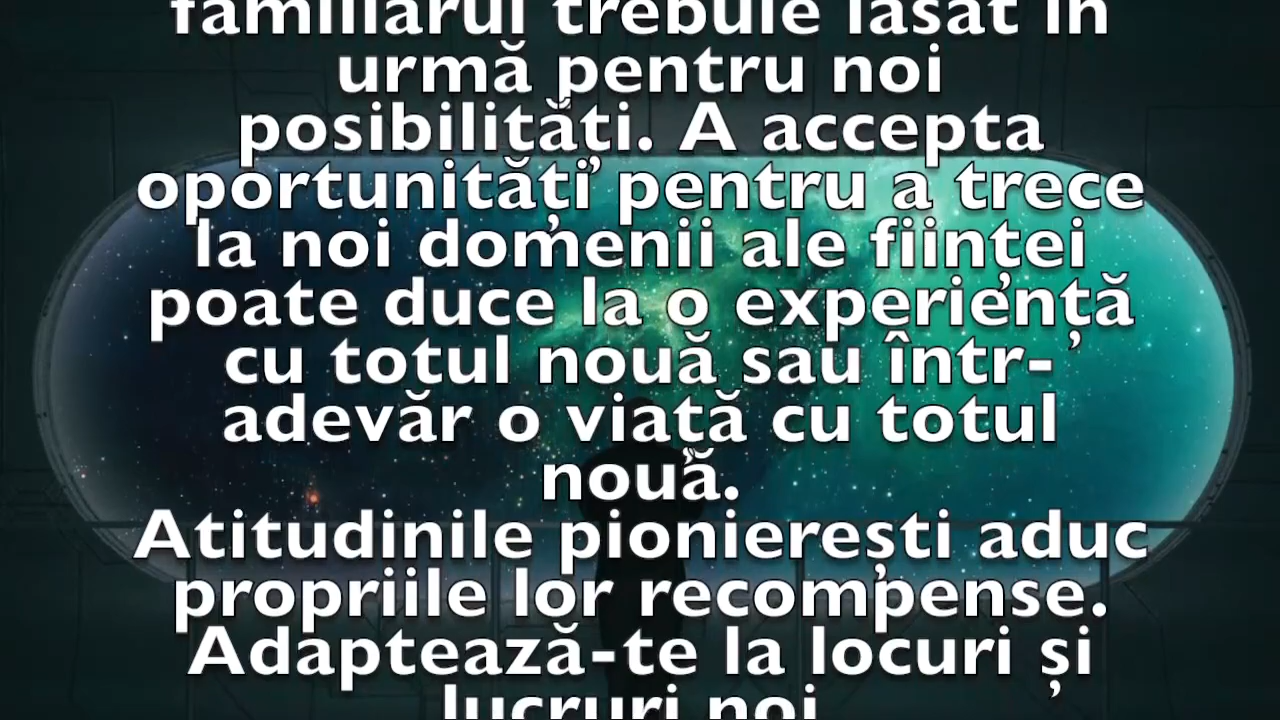 familiarul trebuie lăsat în
urmă pentru noi
posibilități. A accepta
oportunități pentru a trece
la noi domenii ale ființei
poate duce la o experiență
cu totul nouă sau într-
adevăr o viață cu totul
nouă.
Atitudinile pionierești aduc
propriile lor recompense.
Adaptează-te la locuri și
lucruri noi